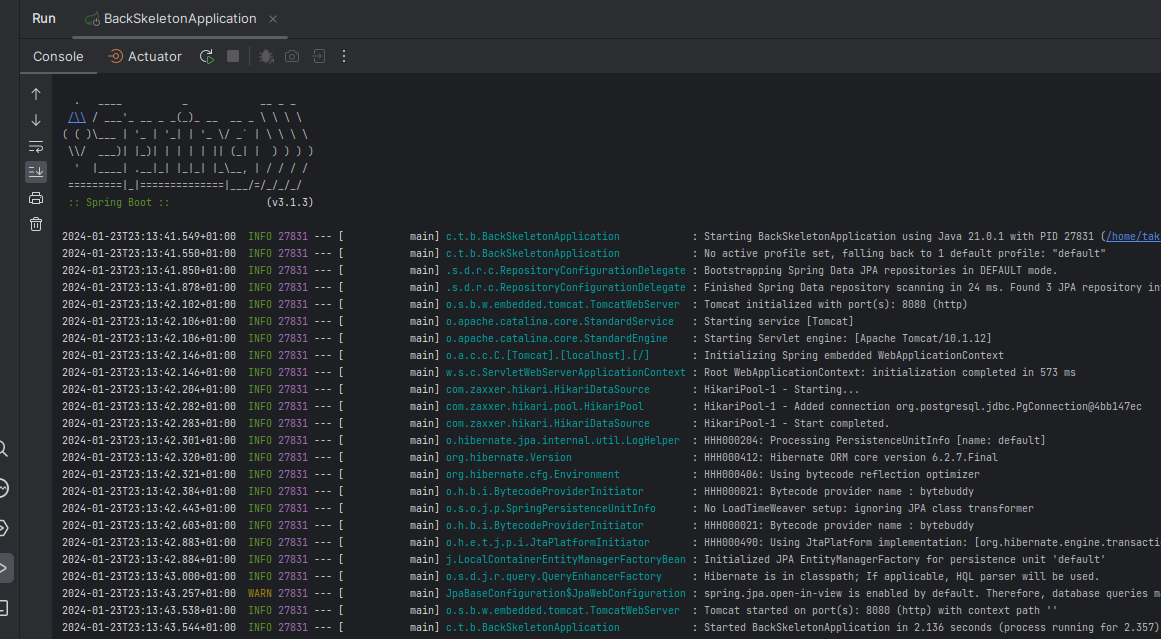 Run BackSkeletonApplication
Console Actuator
  .   ____          _            __ _ _
 /\\ / ___'_ __ _ _(_)_ __  __ _ \ \ \ \
( ( )\___ | '_ | '_| | '_ \/ _` | \ \ \ \
 \\/  ___)| |_)| | | | | || (_| |  ) ) ) )
  '  |____| .__|_| |_|_| |_\__, | / / / /
 =========|_|==============|___/=/_/_/_/
 :: Spring Boot ::                (v3.1.3)
2024-01-23T23:13:41.549+01:00  INFO 27831 --- [           main] c.t.b.BackSkeletonApplication            : Starting BackSkeletonApplication using Java 21.0.1 with PID 27831 (/home/tak
2024-01-23T23:13:41.550+01:00  INFO 27831 --- [           main] c.t.b.BackSkeletonApplication            : No active profile set, falling back to 1 default profile: "default"
2024-01-23T23:13:41.850+01:00  INFO 27831 --- [           main] .s.d.r.c.RepositoryConfigurationDelegate : Bootstrapping Spring Data JPA repositories in DEFAULT mode.
2024-01-23T23:13:41.878+01:00  INFO 27831 --- [           main] .s.d.r.c.RepositoryConfigurationDelegate : Finished Spring Data repository scanning in 24 ms. Found 3 JPA repository in
2024-01-23T23:13:42.102+01:00  INFO 27831 --- [           main] o.s.b.w.embedded.tomcat.TomcatWebServer  : Tomcat initialized with port(s): 8080 (http)
2024-01-23T23:13:42.106+01:00  INFO 27831 --- [           main] o.apache.catalina.core.StandardService   : Starting service [Tomcat]
2024-01-23T23:13:42.106+01:00  INFO 27831 --- [           main] o.apache.catalina.core.StandardEngine    : Starting Servlet engine: [Apache Tomcat/10.1.12]
2024-01-23T23:13:42.146+01:00  INFO 27831 --- [           main] o.a.c.c.C.[Tomcat].[localhost].[/]       : Initializing Spring embedded WebApplicationContext
2024-01-23T23:13:42.146+01:00  INFO 27831 --- [           main] w.s.c.ServletWebServerApplicationContext : Root WebApplicationContext: initialization completed in 573 ms
2024-01-23T23:13:42.204+01:00  INFO 27831 --- [           main] com.zaxxer.hikari.HikariDataSource       : HikariPool-1 - Starting...
2024-01-23T23:13:42.282+01:00  INFO 27831 --- [           main] com.zaxxer.hikari.pool.HikariPool        : HikariPool-1 - Added connection org.postgresql.jdbc.PgConnection@4bb147ec
2024-01-23T23:13:42.283+01:00  INFO 27831 --- [           main] com.zaxxer.hikari.HikariDataSource       : HikariPool-1 - Start completed.
2024-01-23T23:13:42.301+01:00  INFO 27831 --- [           main] o.hibernate.jpa.internal.util.LogHelper  : HHH000204: Processing PersistenceUnitInfo [name: default]
2024-01-23T23:13:42.320+01:00  INFO 27831 --- [           main] org.hibernate.Version                    : HHH000412: Hibernate ORM core version 6.2.7.Final
2024-01-23T23:13:42.321+01:00  INFO 27831 --- [           main] org.hibernate.cfg.Environment            : HHH000406: Using bytecode reflection optimizer
2024-01-23T23:13:42.384+01:00  INFO 27831 --- [           main] o.h.b.i.BytecodeProviderInitiator        : HHH000021: Bytecode provider name : bytebuddy
2024-01-23T23:13:42.443+01:00  INFO 27831 --- [           main] o.s.o.j.p.SpringPersistenceUnitInfo      : No LoadTimeWeaver setup: ignoring JPA class transformer
2024-01-23T23:13:42.603+01:00  INFO 27831 --- [           main] o.h.b.i.BytecodeProviderInitiator        : HHH000021: Bytecode provider name : bytebuddy
2024-01-23T23:13:42.883+01:00  INFO 27831 --- [           main] o.h.e.t.j.p.i.JtaPlatformInitiator       : HHH000490: Using JtaPlatform implementation: [org.hibernate.engine.transacti
2024-01-23T23:13:42.884+01:00  INFO 27831 --- [           main] j.LocalContainerEntityManagerFactoryBean : Initialized JPA EntityManagerFactory for persistence unit 'default'
2024-01-23T23:13:43.000+01:00  INFO 27831 --- [           main] o.s.d.j.r.query.QueryEnhancerFactory     : Hibernate is in classpath; If applicable, HQL parser will be used.
2024-01-23T23:13:43.257+01:00  WARN 27831 --- [           main] JpaBaseConfiguration$JpaWebConfiguration : spring.jpa.open-in-view is enabled by default. Therefore, database queries m
2024-01-23T23:13:43.538+01:00  INFO 27831 --- [           main] o.s.b.w.embedded.tomcat.TomcatWebServer  : Tomcat started on port(s): 8080 (http) with context path ''
2024-01-23T23:13:43.544+01:00  INFO 27831 --- [           main] c.t.b.BackSkeletonApplication            : Started BackSkeletonApplication in 2.136 seconds (process running for 2.357)